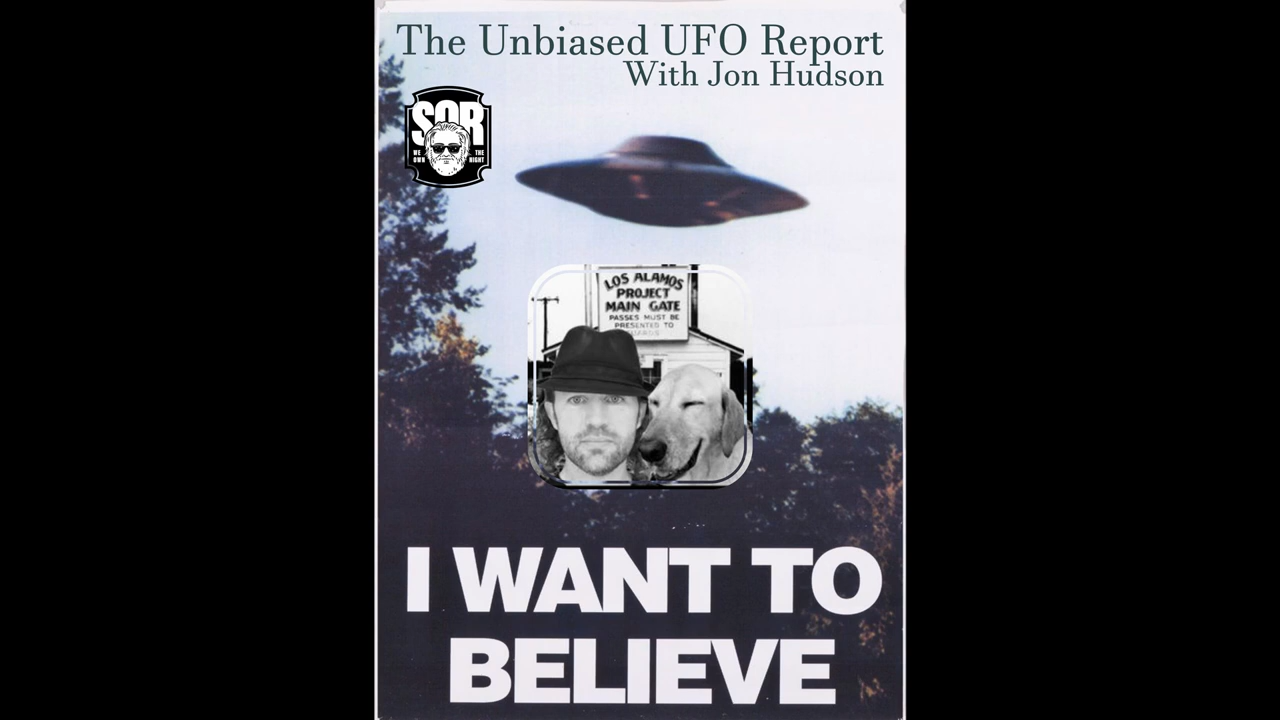 The Unbiased UFO Report
With Jon Hudson
SOR
WE OWN
THE NIGHT
LOS ALAMOS
PROJECT
MAIN GATE
PASSES MUST BE
PRESENTED TO
GUARDS
I WANT TO
BELIEVE